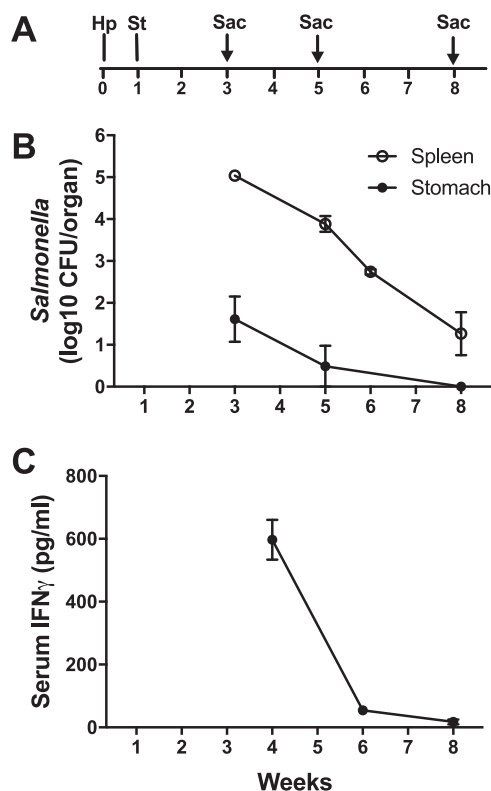 A
Hp St Sac Sac Sac
0 1 2 3 4 5 6 7 8
B
Salmonella
(log10 CFU/organ)
6
5
4
3
2
1
0
Spleen
Stomach
1 2 3 4 5 6 7 8
C
Serum IFNγ (pg/ml)
800
600
400
200
0
1 2 3 4 5 6 7 8
Weeks